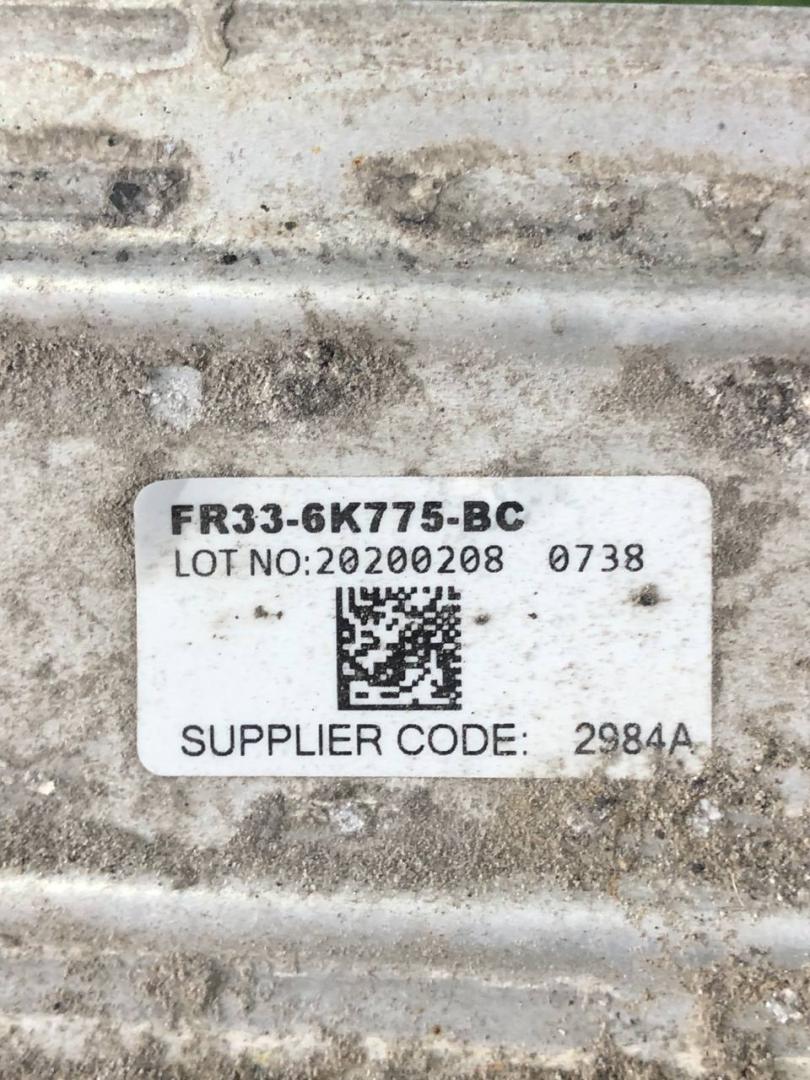 FR33-6K775-BC
LOT NO:20200208 0738
SUPPLIER CODE: 2984A